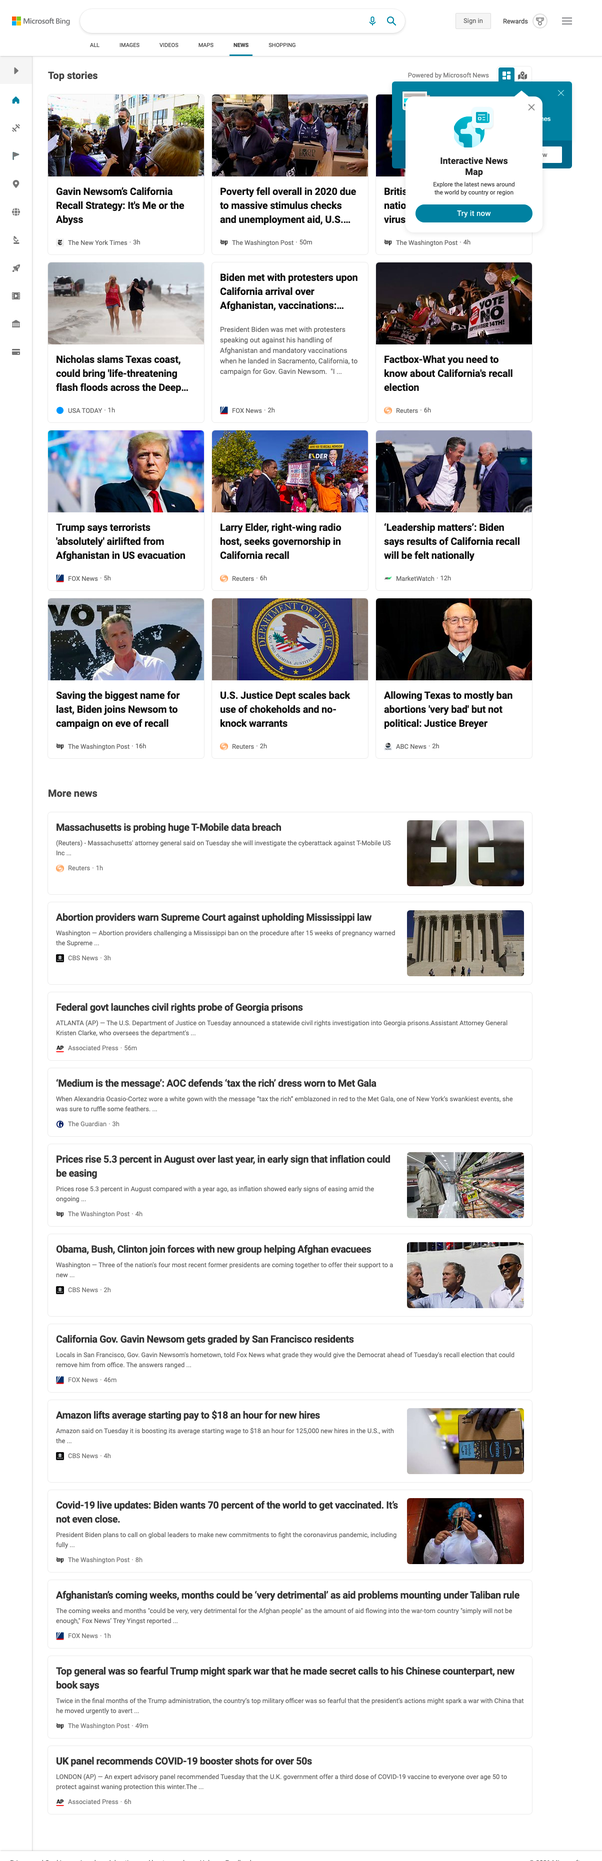 Microsoft Bing
Sign in
Rewards
ALL
IMAGES
VIDEOS
MAPS
NEWS
SHOPPING
Top stories
Powered by Microsoft News
Interactive News
Map
Explore the latest news around
the world by country or region
Try it now
Gavin Newsom's California
Recall Strategy: It's Me or the
Abyss
The New York Times · 3h
Poverty fell overall in 2020 due
to massive stimulus checks
and unemployment aid, U.S....
The Washington Post · 50m
Britis
natio
virus
The Washington Post · 4h
Nicholas slams Texas coast,
could bring 'life-threatening
flash floods across the Deep...
USA TODAY · 1h
Biden met with protesters upon
California arrival over
Afghanistan, vaccinations:...
President Biden was met with protesters
speaking out against his handling of
Afghanistan and mandatory vaccinations
when he landed in Sacramento, California, to
campaign for Gov. Gavin Newsom. "I ...
FOX News · 2h
VOTE
NO
Factbox-What you need to
know about California's recall
election
Reuters · 6h
Trump says terrorists
'absolutely' airlifted from
Afghanistan in US evacuation
FOX News · 5h
ELDER
Larry Elder, right-wing radio
host, seeks governorship in
California recall
Reuters · 6h
'Leadership matters': Biden
says results of California recall
will be felt nationally
MarketWatch · 12h
VOTE
NO
Saving the biggest name for
last, Biden joins Newsom to
campaign on eve of recall
The Washington Post · 16h
DEPARTMENT OF JUSTICE
U.S. Justice Dept scales back
use of chokeholds and no-
knock warrants
Reuters · 2h
Allowing Texas to mostly ban
abortions 'very bad' but not
political: Justice Breyer
ABC News · 2h
More news
Massachusetts is probing huge T-Mobile data breach
(Reuters) - Massachusetts' attorney general said on Tuesday she will investigate the cyberattack against T-Mobile US
Inc ...
Reuters · 1h
Abortion providers warn Supreme Court against upholding Mississippi law
Washington — Abortion providers challenging a Mississippi ban on the procedure after 15 weeks of pregnancy warned
the Supreme ...
CBS News · 3h
Federal govt launches civil rights probe of Georgia prisons
ATLANTA (AP) — The U.S. Department of Justice on Tuesday announced a statewide civil rights investigation into Georgia prisons.Assistant Attorney General
Kristen Clarke, who oversees the department's ...
AP Associated Press · 56m
'Medium is the message': AOC defends 'tax the rich' dress worn to Met Gala
When Alexandria Ocasio-Cortez wore a white gown with the message "tax the rich" emblazoned in red to the Met Gala, one of New York's swankiest events, she
was sure to ruffle some feathers. ...
The Guardian · 3h
Prices rise 5.3 percent in August over last year, in early sign that inflation could
be easing
Prices rose 5.3 percent in August compared with a year ago, as inflation showed early signs of easing amid the
ongoing ...
The Washington Post · 4h
Obama, Bush, Clinton join forces with new group helping Afghan evacuees
Washington — Three of the nation's four most recent former presidents are coming together to offer their support to a
new ...
CBS News · 2h
California Gov. Gavin Newsom gets graded by San Francisco residents
Locals in San Francisco, Gov. Gavin Newsom's hometown, told Fox News what grade they would give the Democrat ahead of Tuesday's recall election that could
remove him from office. The answers ranged ...
FOX News · 46m
Amazon lifts average starting pay to $18 an hour for new hires
Amazon said on Tuesday it is boosting its average starting wage to $18 an hour for 125,000 new hires in the U.S., with
the ...
CBS News · 4h
Covid-19 live updates: Biden wants 70 percent of the world to get vaccinated. It's
not even close.
President Biden plans to call on global leaders to make new commitments to fight the coronavirus pandemic, including
fully ...
The Washington Post · 8h
Afghanistan's coming weeks, months could be 'very detrimental' as aid problems mounting under Taliban rule
The coming weeks and months "could be very, very detrimental for the Afghan people" as the amount of aid flowing into the war-torn country "simply will not be
enough," Fox News' Trey Yingst reported ...
FOX News · 1h
Top general was so fearful Trump might spark war that he made secret calls to his Chinese counterpart, new
book says
Twice in the final months of the Trump administration, the country's top military officer was so fearful that the president's actions might spark a war with China that
he moved urgently to avert ...
The Washington Post · 49m
UK panel recommends COVID-19 booster shots for over 50s
LONDON (AP) — An expert advisory panel recommended Tuesday that the U.K. government offer a third dose of COVID-19 vaccine to everyone over age 50 to
protect against waning protection this winter.The ...
AP Associated Press · 6h